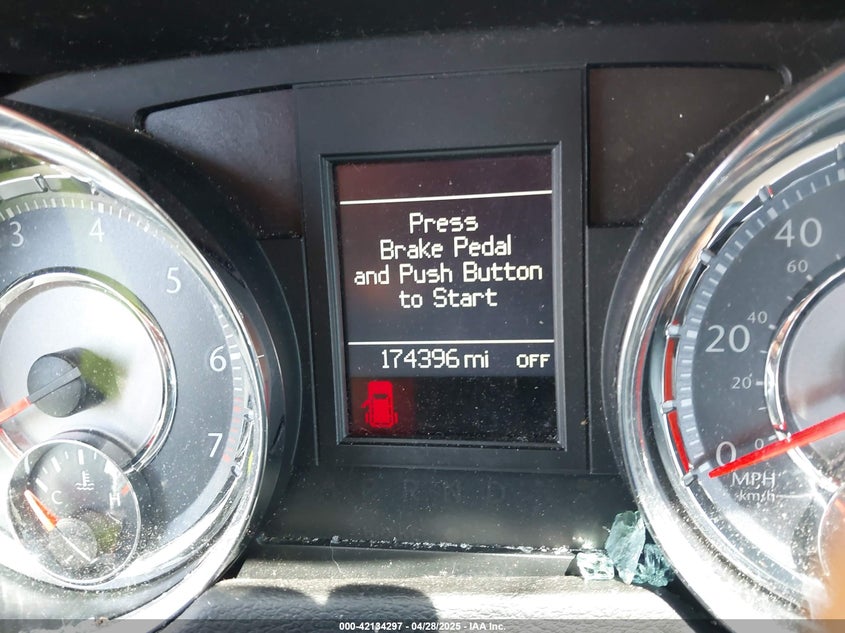 Press
Brake Pedal
and Push Button
to Start
174396 mi OFF
3 4 5 6 7
C H
40
60
40
20
20
0
0
MPH
km/h
R N D
000-42134297 - 04/28/2025 - IAA Inc.